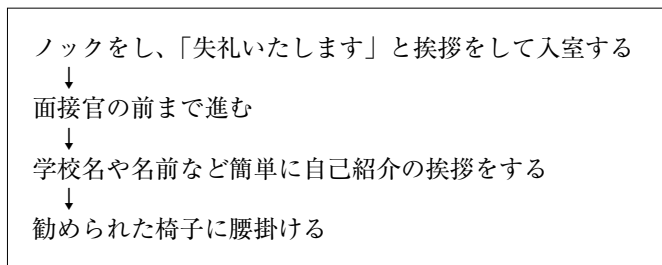 ノックをし、「失礼いたします」と挨拶をして入室する
↓
面接官の前まで進む
↓
学校名や名前など簡単に自己紹介の挨拶をする
↓
勧められた椅子に腰掛ける